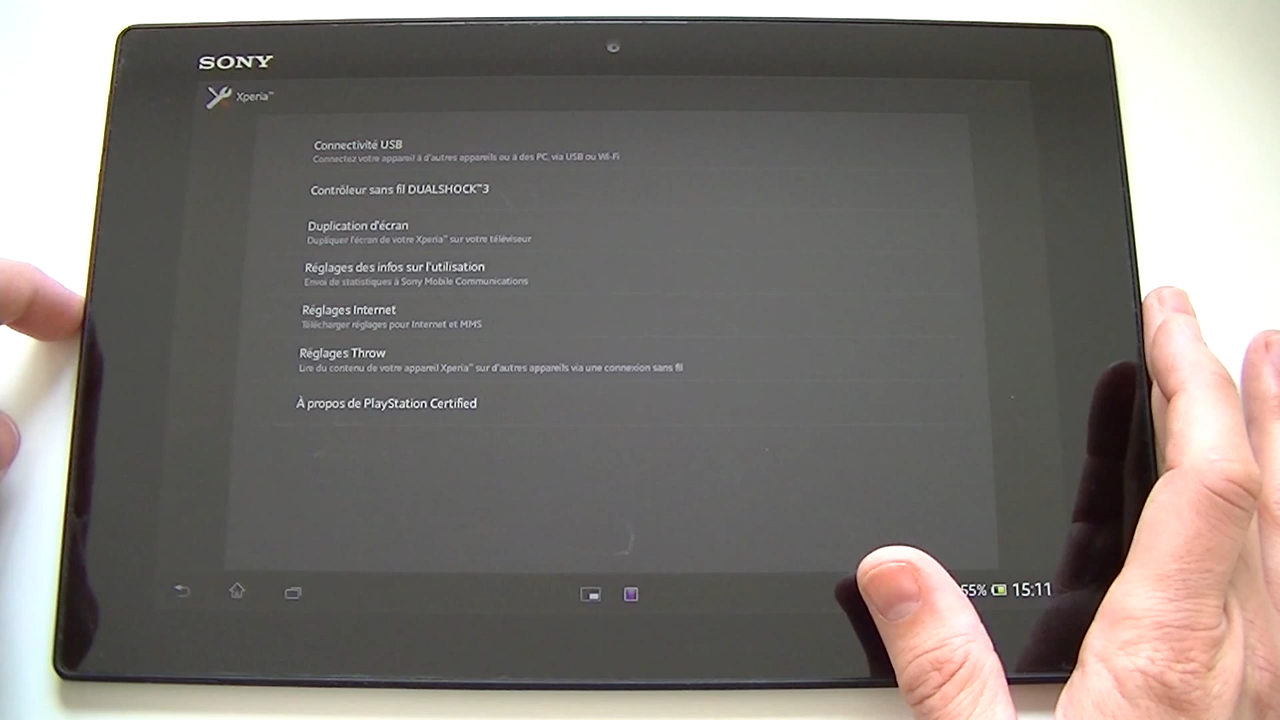 SONY
Xperia™
Connectivité USB
Connectez votre appareil à d'autres appareils ou à des PC, via USB ou Wi-Fi
Contrôleur sans fil DUALSHOCK™3
Duplication d'écran
Dupliquer l'écran de votre Xperia™ sur votre téléviseur
Réglages des infos sur l'utilisation
Envoi de statistiques à Sony Mobile Communications
Réglages Internet
Télécharger réglages pour Internet et MMS
Réglages Throw
Lire du contenu de votre appareil Xperia™ sur d'autres appareils via une connexion sans fil
À propos de PlayStation Certified
55% 15:11